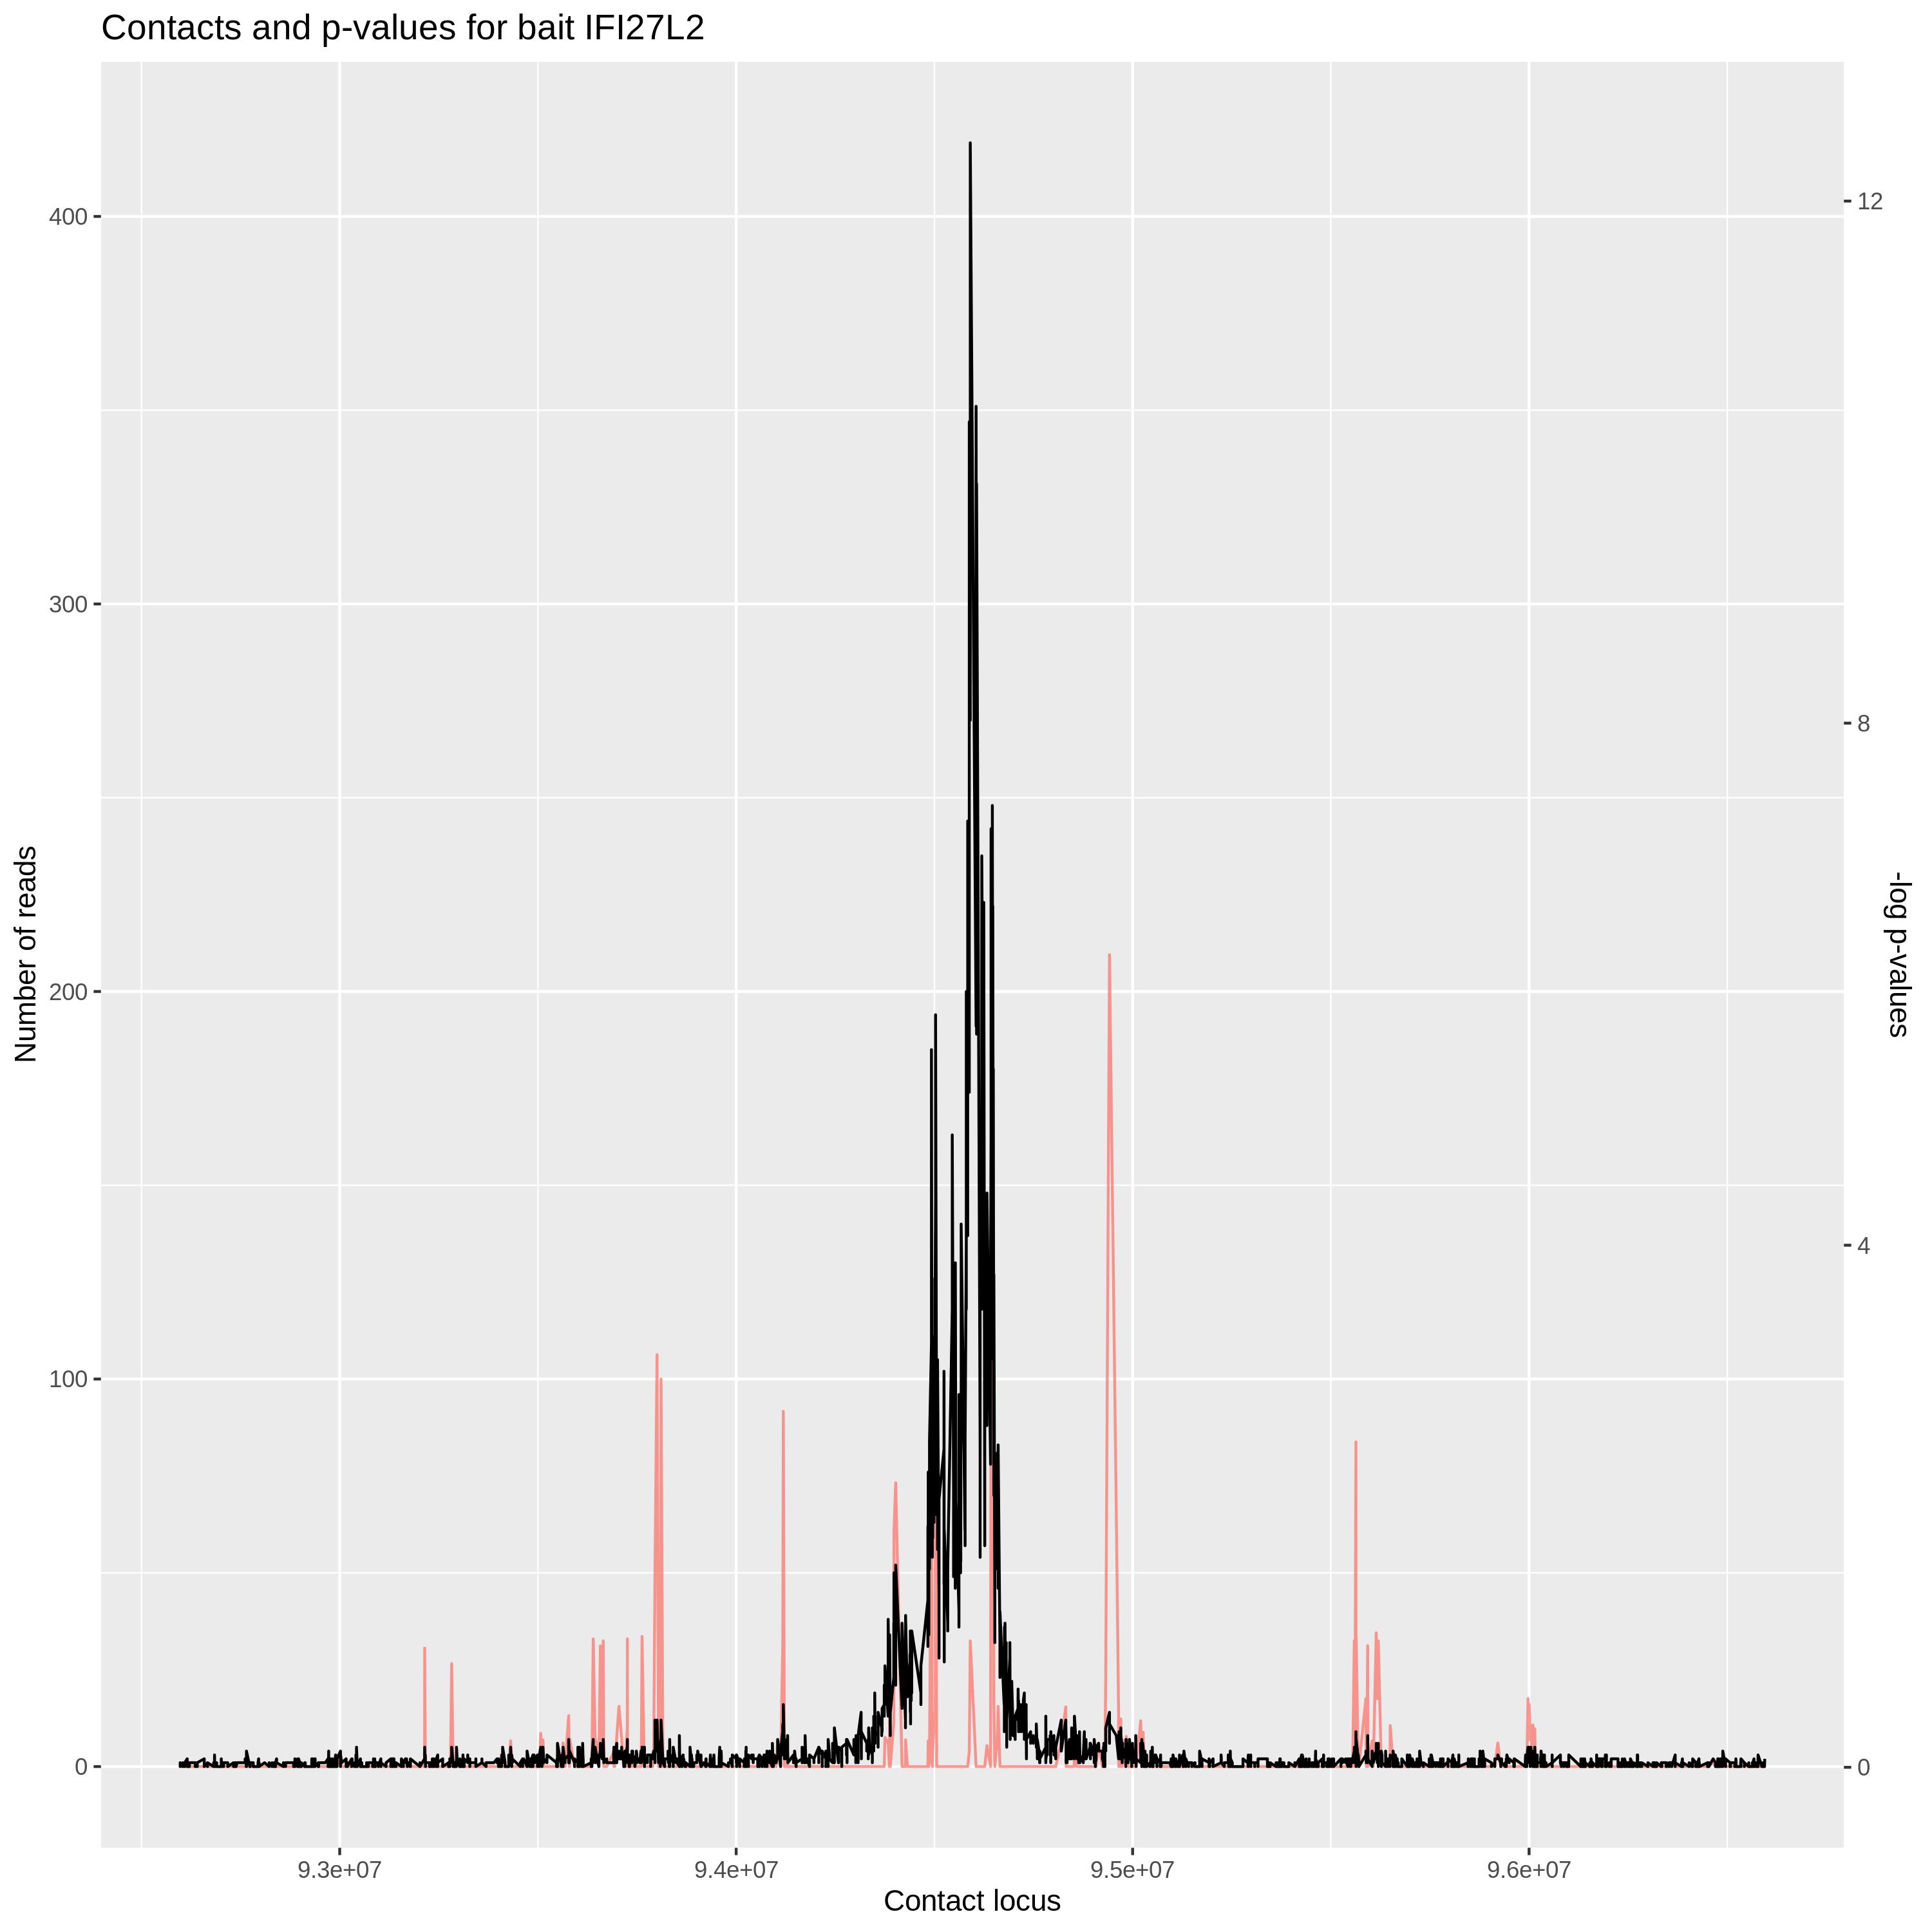 Contacts and p-values for bait IFI27L2
400
300
200
100
0
Number of reads
12
8
4
0
-log p-values
9.3e+07
9.4e+07
9.5e+07
9.6e+07
Contact locus